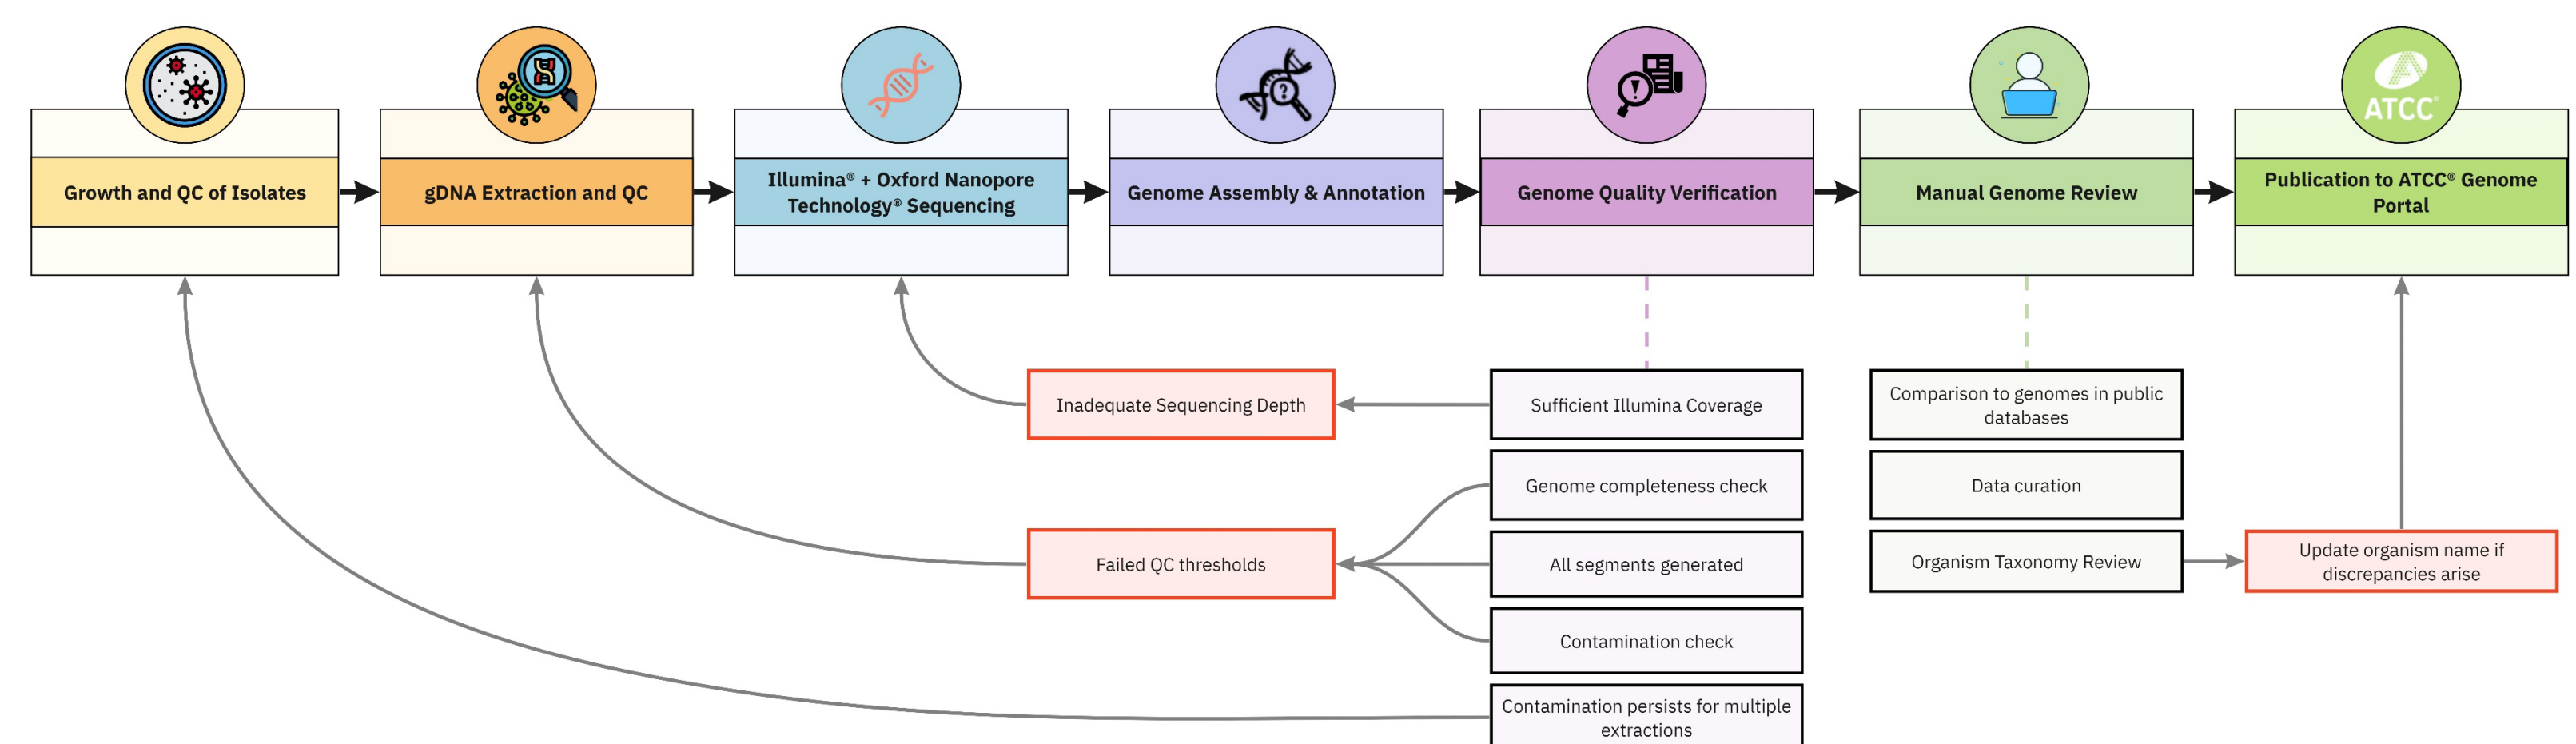 ATCC®
Growth and QC of Isolates
gDNA Extraction and QC
Illumina® + Oxford Nanopore
Technology® Sequencing
Genome Assembly & Annotation
Genome Quality Verification
Manual Genome Review
Publication to ATCC® Genome
Portal
Inadequate Sequencing Depth
Sufficient Illumina Coverage
Comparison to genomes in public
databases
Genome completeness check
Data curation
Failed QC thresholds
All segments generated
Organism Taxonomy Review
Update organism name if
discrepancies arise
Contamination check
Contamination persists for multiple
extractions